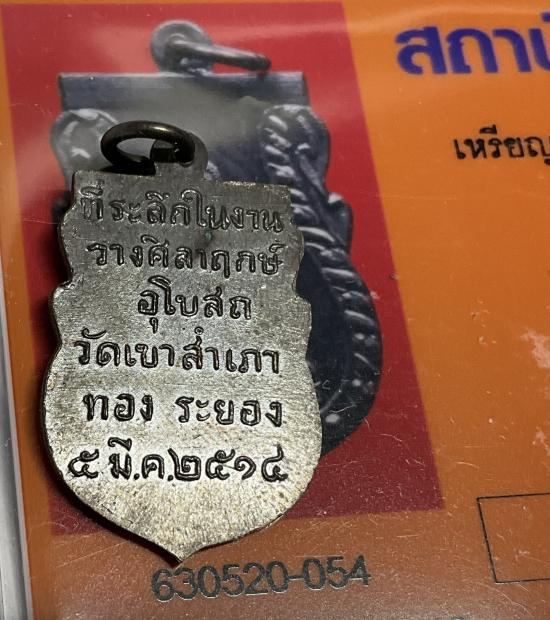 สถาบั
เหรียญ
ที่ระลึกในงาน
วางศิลาฤกษ์
อุโบสถ
วัดเขาสำเภา
ทอง ระยอง
๕ มี.ค.๒๕๑๔
630520-054